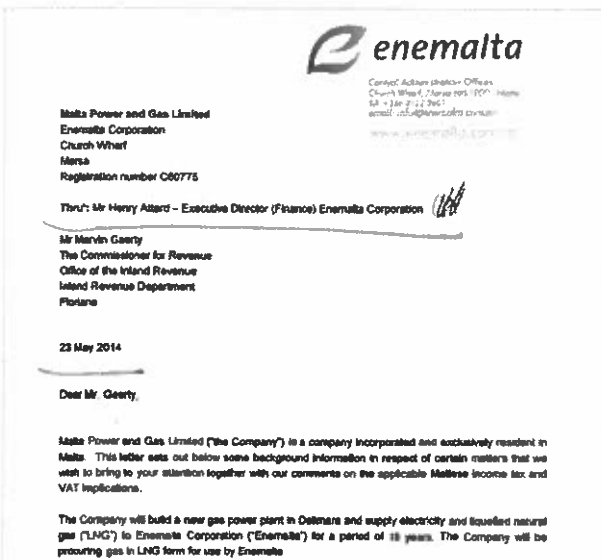 enemalta
Central Administration Offices
Church Wharf, Marsa
Malta Power and Gas Limited
Enemalta Corporation
Church Wharf
Marsa
Registration number C60775
Thru': Mr Henry Attard – Executive Director (Finance) Enemalta Corporation
Mr Marvin Gaerty
The Commissioner for Revenue
Office of the Inland Revenue
Inland Revenue Department
Floriana
23 May 2014
Dear Mr. Gaerty,
Malta Power and Gas Limited ("the Company") is a company incorporated and exclusively resident in
Malta. This letter sets out below some background information in respect of certain matters that we
wish to bring to your attention together with our comments on the applicable Maltese income tax and
VAT implications.
The Company will build a new gas power plant in Delimara and supply electricity and liquefied natural
gas ("LNG") to Enemalta Corporation ("Enemalta") for a period of 18 years. The Company will be
procuring gas in LNG form for use by Enemalta